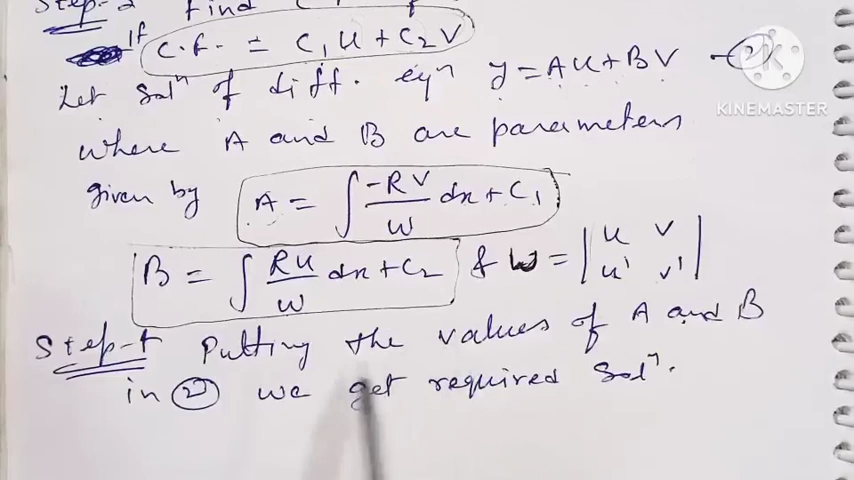 Step-2 Find
If C.F. = C₁u + C₂v
Let Solⁿ of diff. eqⁿ y = Au + Bv - ②
where A and B are parameters
given by A = ∫ -Rv/w dx + C₁
B = ∫ Ru/w dx + C₂ & w = | u v |
| u' v' |
Step-4 Putting the values of A and B
in ② we get required Solⁿ.
K
KINEMASTER